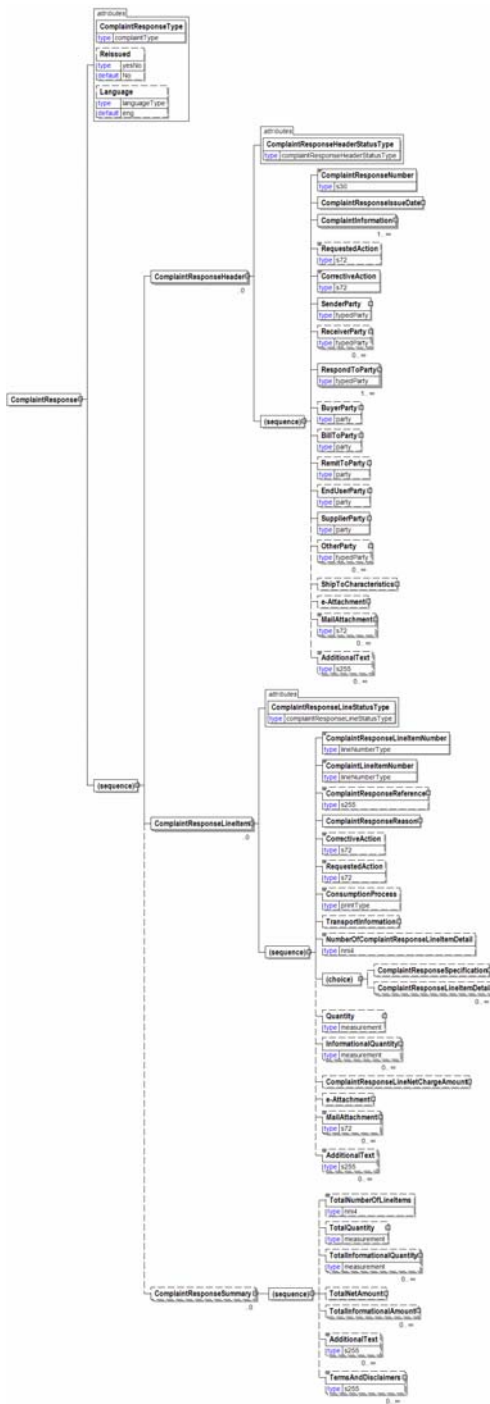 attributes
ComplaintResponseType
type complaintType
Reissued
type yesNo
default No
Language
type languageType
default eng
ComplaintResponse
(sequence)
ComplaintResponseHeader
..0
attributes
ComplaintResponseHeaderStatusType
type complaintResponseHeaderStatusType
(sequence)
ComplaintResponseNumber
type s30
ComplaintResponseIssueDate
ComplaintInformation
1..∞
RequestedAction
type s72
CorrectiveAction
type s72
SenderParty
type typedParty
ReceiverParty
type typedParty
0..∞
RespondToParty
type typedParty
1..∞
BuyerParty
type party
BillToParty
type party
RemitToParty
type party
EndUserParty
type party
SupplierParty
type party
OtherParty
type typedParty
0..∞
ShipToCharacteristics
e-Attachment
MailAttachment
type s72
0..∞
AdditionalText
type s255
0..∞
ComplaintResponseLineItem
..0
attributes
ComplaintResponseLineStatusType
type complaintResponseLineStatusType
(sequence)
ComplaintResponseLineItemNumber
type lineNumberType
ComplaintLineItemNumber
type lineNumberType
ComplaintResponseReference
type s255
ComplaintResponseReason
CorrectiveAction
type s72
RequestedAction
type s72
ConsumptionProcess
type printType
TransportInformation
NumberOfComplaintResponseLineItemDetail
type nni4
(choice)
ComplaintResponseSpecification
ComplaintResponseLineItemDetail
0..∞
Quantity
type measurement
InformationalQuantity
type measurement
0..∞
ComplaintResponseLineNetChargeAmount
e-Attachment
MailAttachment
type s72
0..∞
AdditionalText
type s255
0..∞
ComplaintResponseSummary
..0
(sequence)
TotalNumberOfLineItems
type nni4
TotalQuantity
type measurement
TotalInformationalQuantity
type measurement
0..∞
TotalNetAmount
TotalInformationalAmount
0..∞
AdditionalText
type s255
0..∞
TermsAndDisclaimers
type s255
0..∞